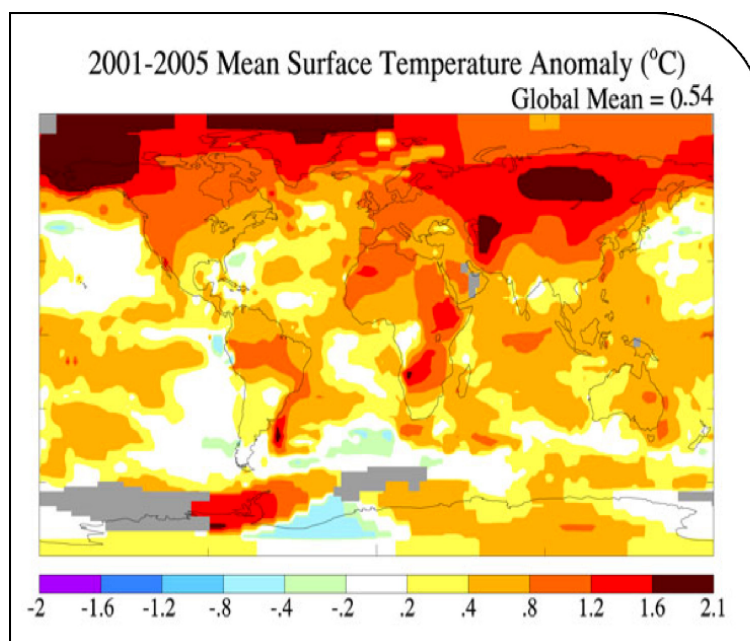 2001-2005 Mean Surface Temperature Anomaly (°C)
Global Mean = 0.54
-2 -1.6 -1.2 -.8 -.4 -.2 .2 .4 .8 1.2 1.6 2.1